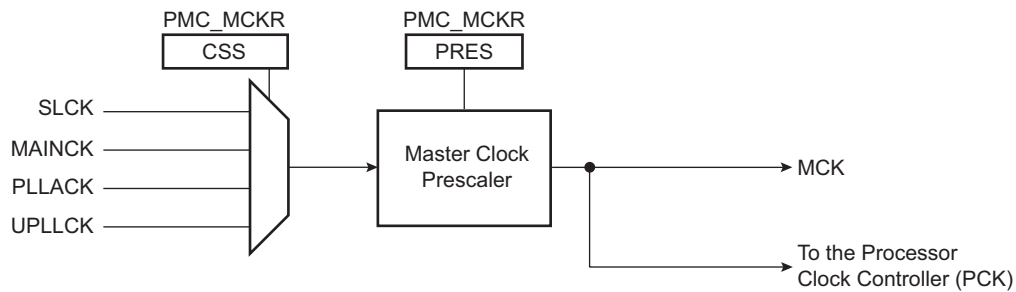 PMC_MCKR
PMC_MCKR
CSS
PRES
SLCK
MAINCK
PLLACK
UPLLCK
Master Clock
Prescaler
MCK
To the Processor
Clock Controller (PCK)